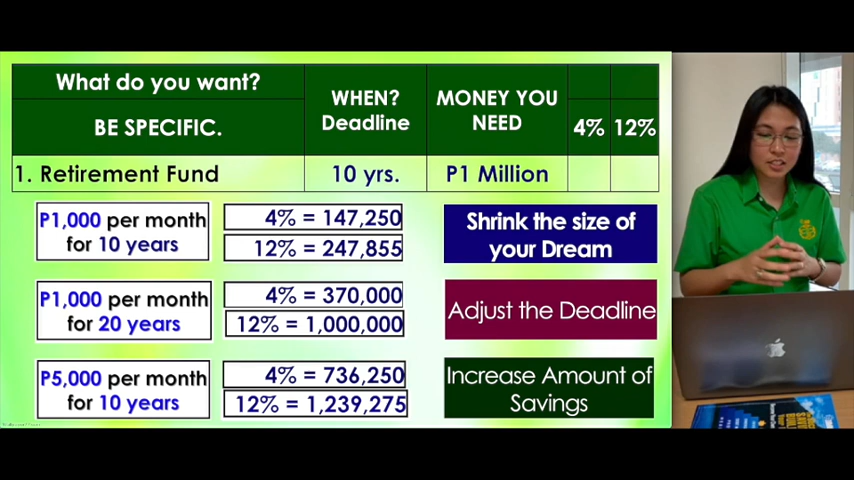 What do you want?
BE SPECIFIC.
WHEN?
Deadline
MONEY YOU
NEED
4%
12%
1. Retirement Fund
10 yrs.
P1 Million
P1,000 per month
for 10 years
4% = 147,250
12% = 247,855
Shrink the size of
your Dream
P1,000 per month
for 20 years
4% = 370,000
12% = 1,000,000
Adjust the Deadline
P5,000 per month
for 10 years
4% = 736,250
12% = 1,239,275
Increase Amount of
Savings